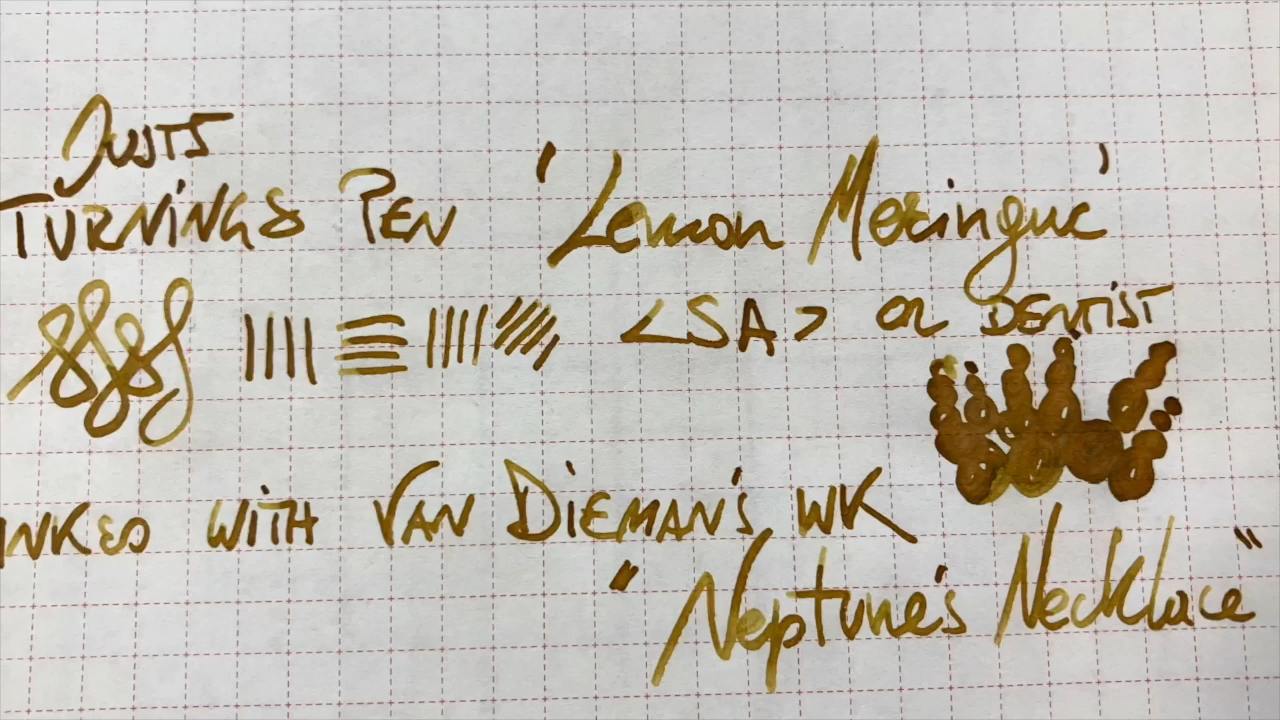 JUSTS
TURNINGS PEN 'Lemon Meringue'
<SA> OR DENTIST
INKED WITH VAN DIEMAN'S WK
"Neptune's Necklace"